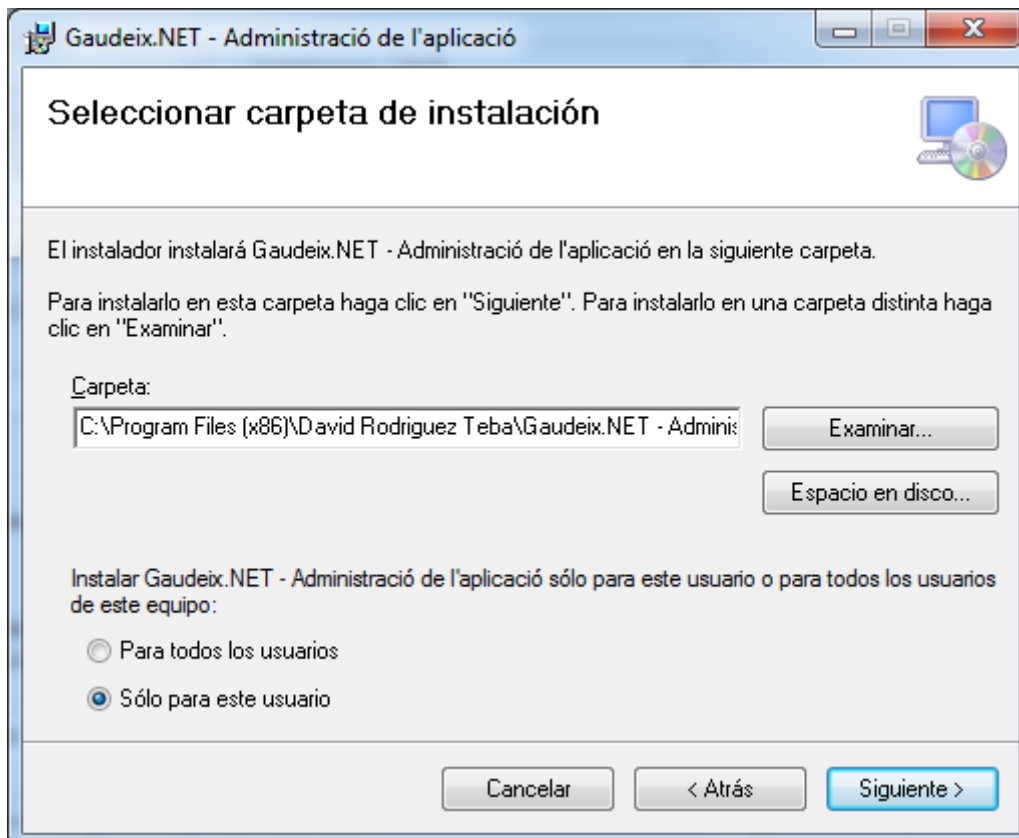 Gaudeix.NET - Administració de l'aplicació
Seleccionar carpeta de instalación
El instalador instalará Gaudeix.NET - Administració de l'aplicació en la siguiente carpeta.
Para instalarlo en esta carpeta haga clic en "Siguiente". Para instalarlo en una carpeta distinta haga
clic en "Examinar".
Carpeta:
C:\Program Files (x86)\David Rodriguez Teba\Gaudeix.NET - Adminis
Examinar...
Espacio en disco...
Instalar Gaudeix.NET - Administració de l'aplicació sólo para este usuario o para todos los usuarios
de este equipo:
Para todos los usuarios
Sólo para este usuario
Cancelar
< Atrás
Siguiente >